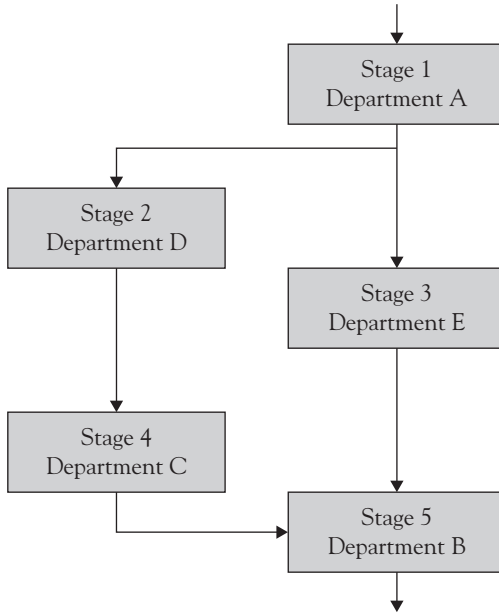 Stage 1
Department A
Stage 2
Department D
Stage 3
Department E
Stage 4
Department C
Stage 5
Department B